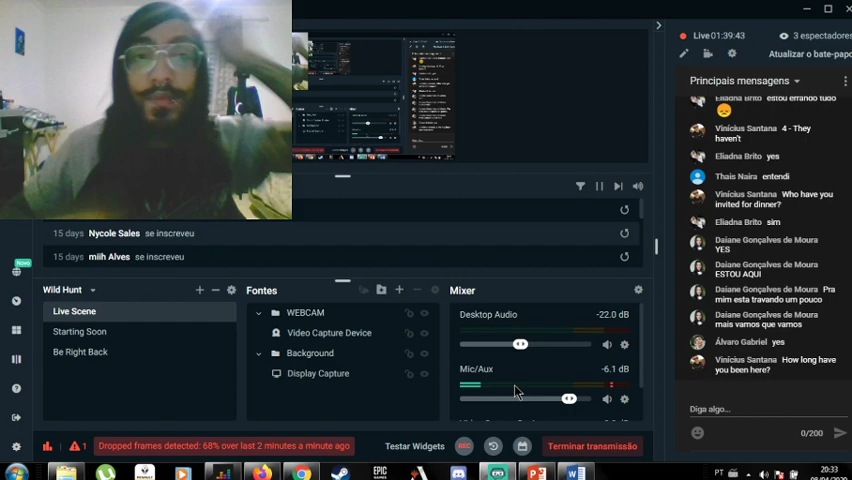 Live 01:39:43
3 espectadores
Atualizar o bate-papo
Principais mensagens
Eliadna Brito estou errando tudo
Vinícius Santana 4 - They
haven't
Eliadna Brito yes
Thais Naira entendi
Vinícius Santana Who have you
invited for dinner?
Eliadna Brito sim
Daiane Gonçalves de Moura
YES
Daiane Gonçalves de Moura
ESTOU AQUI
Daiane Gonçalves de Moura Pra
mim esta travando um pouco
Daiane Gonçalves de Moura
mais vamos que vamos
Álvaro Gabriel yes
Vinícius Santana How long have
you been here?
Diga algo...
0/200
15 days Nycole Sales se inscreveu
15 days miih Alves se inscreveu
Novo
Wild Hunt
Live Scene
Starting Soon
Be Right Back
Fontes
WEBCAM
Video Capture Device
Background
Display Capture
Mixer
Desktop Audio -22.0 dB
Mic/Aux -6.1 dB
1
Dropped frames detected: 68% over last 2 minutes a minute ago
Testar Widgets
REC
Terminar transmissão
EPIC
GAMES
PT
20:33
08/04/2020